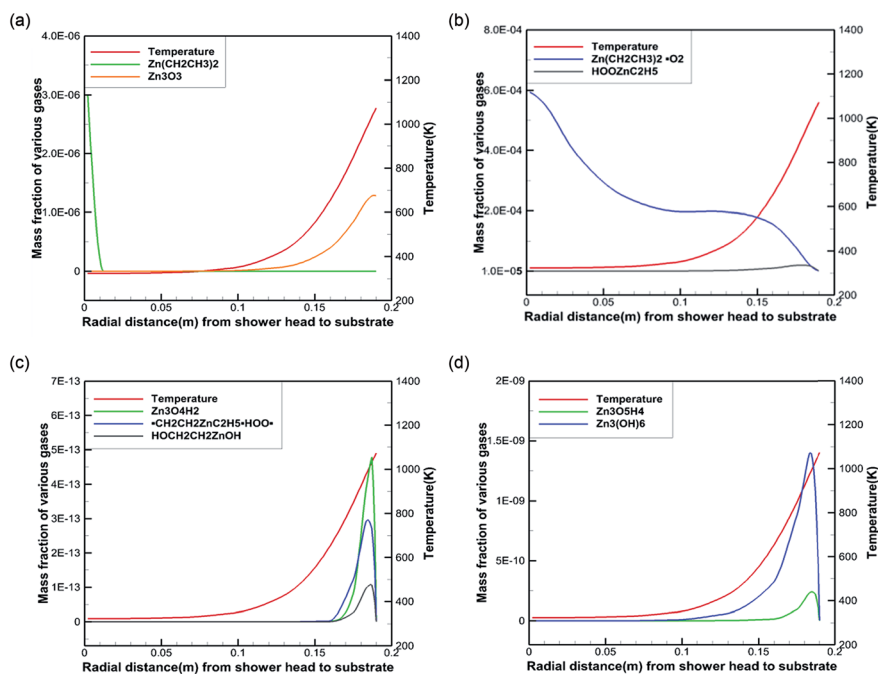 (a)
Mass fraction of various gases
4.0E-06
3.0E-06
2.0E-06
1.0E-06
0
Temperature
Zn(CH2CH3)2
Zn3O3
1400
1200
1000
800
600
400
200
Temperature(K)
0
0.05
0.1
0.15
0.2
Radial distance(m) from shower head to substrate
(b)
Mass fraction of various gases
8.0E-04
6.0E-04
4.0E-04
2.0E-04
1.0E-05
Temperature
Zn(CH2CH3)2 ▪O2
HOOZnC2H5
1400
1200
1000
800
600
400
200
Temperature(K)
0
0.05
0.1
0.15
0.2
Radial distance(m) from shower head to substrate
(c)
Mass fraction of various gases
7E-13
6E-13
5E-13
4E-13
3E-13
2E-13
1E-13
0
Temperature
Zn3O4H2
▪CH2CH2ZnC2H5▪HOO▪
HOCH2CH2ZnOH
1400
1200
1000
800
600
400
200
Temperature(K)
0
0.05
0.1
0.15
0.2
Radial distance(m) from shower head to substrate
(d)
Mass fraction of various gases
2E-09
1.5E-09
1E-09
5E-10
0
Temperature
Zn3O5H4
Zn3(OH)6
1400
1200
1000
800
600
400
200
Temperature(K)
0
0.05
0.1
0.15
0.2
Radial distance(m) from shower head to substrate